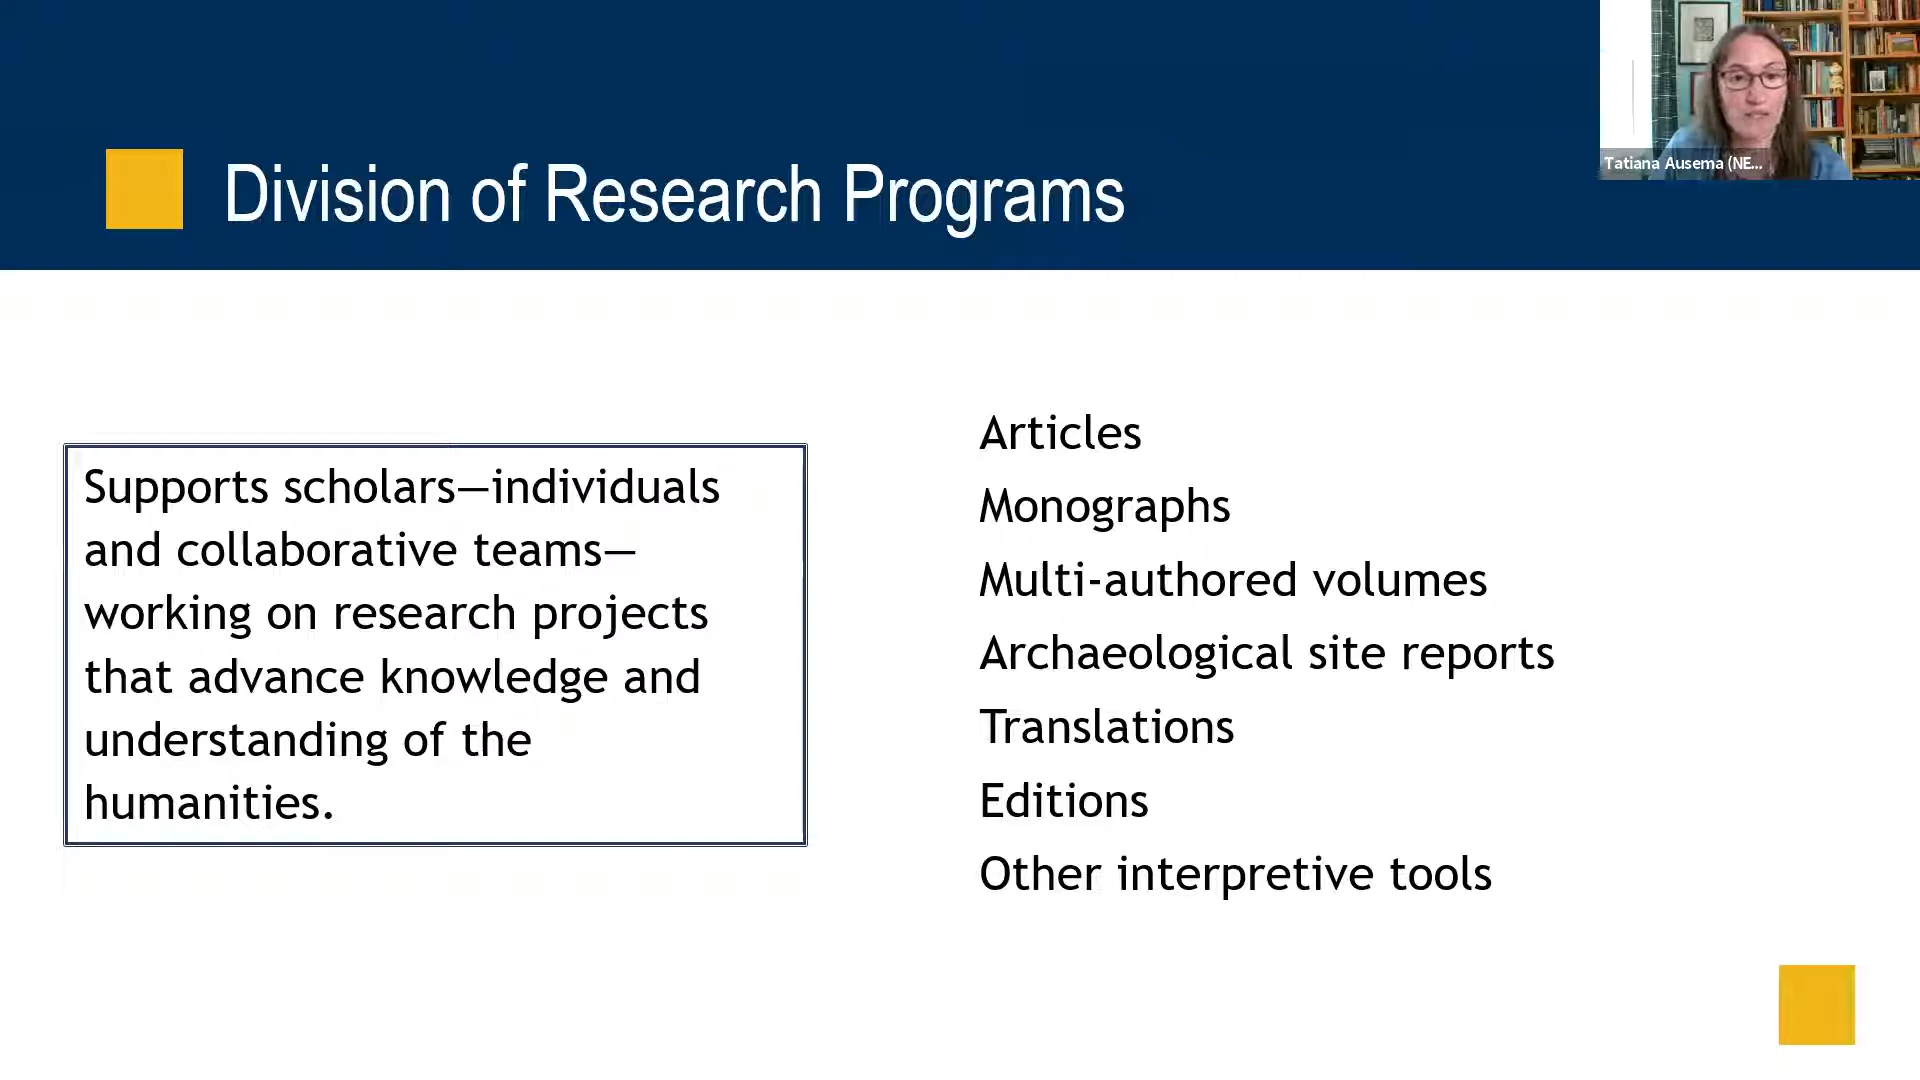 Division of Research Programs
Tatiana Ausema (NE...
Supports scholars—individuals
and collaborative teams—
working on research projects
that advance knowledge and
understanding of the
humanities.
Articles
Monographs
Multi-authored volumes
Archaeological site reports
Translations
Editions
Other interpretive tools